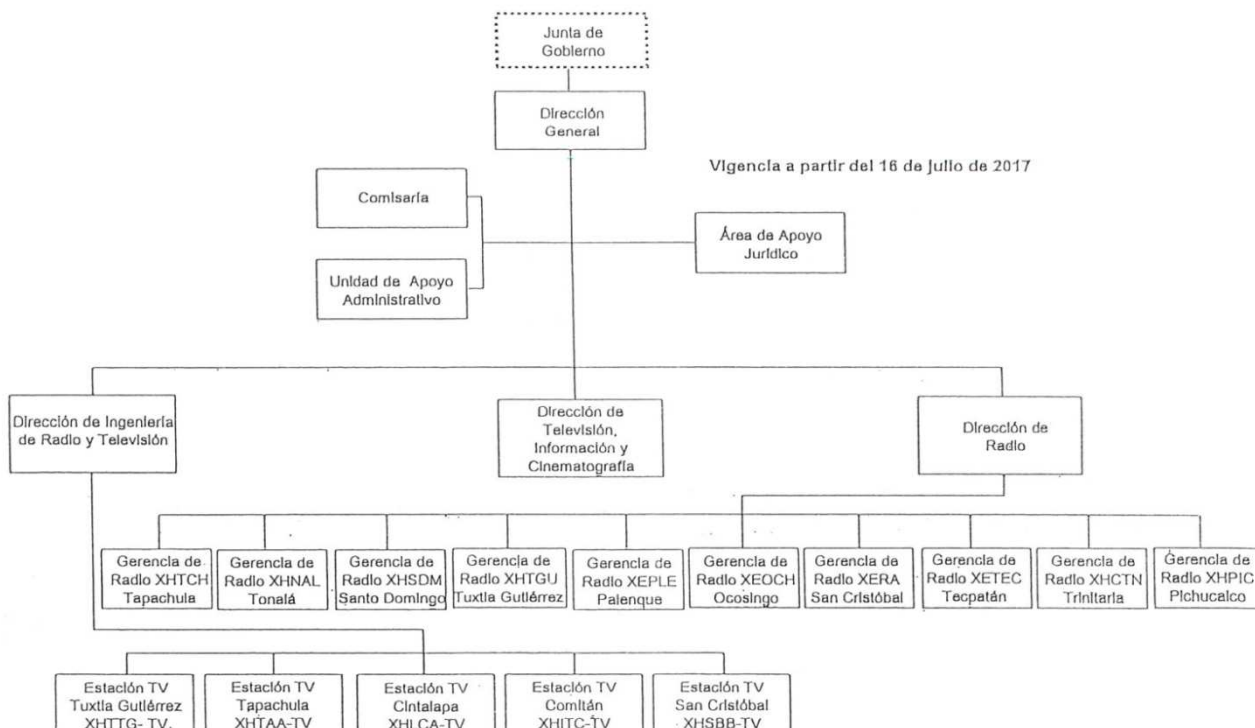 Junta de
Gobierno
Dirección
General
Vigencia a partir del 16 de julio de 2017
Comisaría
Área de Apoyo
Jurídico
Unidad de Apoyo
Administrativo
Dirección de Ingeniería
de Radio y Televisión
Dirección de
Televisión,
Información y
Cinematografía
Dirección de
Radio
Gerencia de
Radio XHTCH
Tapachula
Gerencia de
Radio XHNAL
Tonalá
Gerencia de
Radio XHSDM
Santo Domingo
Gerencia de
Radio XHTGU
Tuxtla Gutiérrez
Gerencia de
Radio XEPLE
Palenque
Gerencia de
Radio XEOCH
Ocosingo
Gerencia de
Radio XERA
San Cristóbal
Gerencia de
Radio XETEC
Tecpatán
Gerencia de
Radio XHCTN
Trinitaria
Gerencia de
Radio XHPIC
Pichucalco
Estación TV
Tuxtla Gutiérrez
XHTTG- TV.
Estación TV
Tapachula
XHTAA-TV
Estación TV
Cintalapa
XHLCA-TV
Estación TV
Comitán
XHITC-TV
Estación TV
San Cristóbal
XHSBB-TV